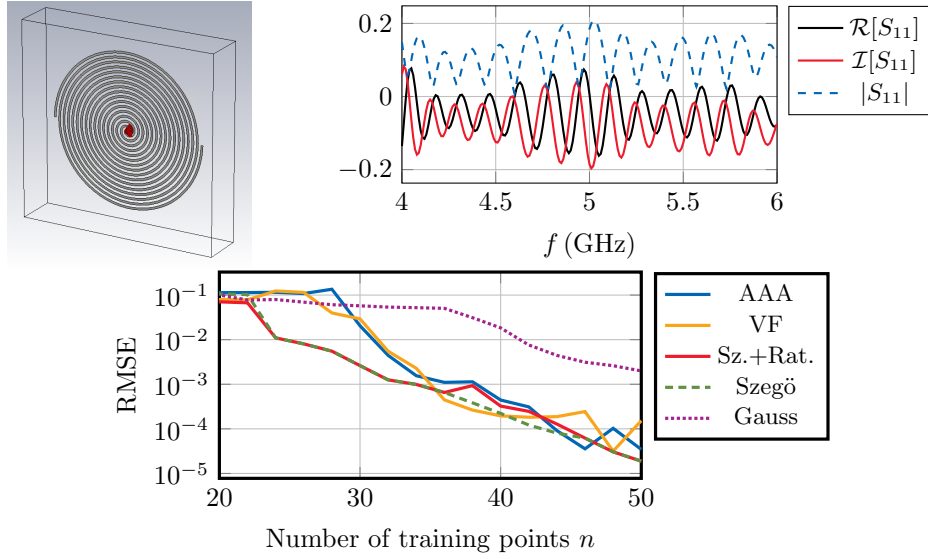 0.2
0
−0.2
4
4.5
5
5.5
6
f (GHz)
R[S11]
I[S11]
|S11|
10−1
10−2
10−3
10−4
10−5
RMSE
20
30
40
50
Number of training points n
AAA
VF
Sz.+Rat.
Szegö
Gauss